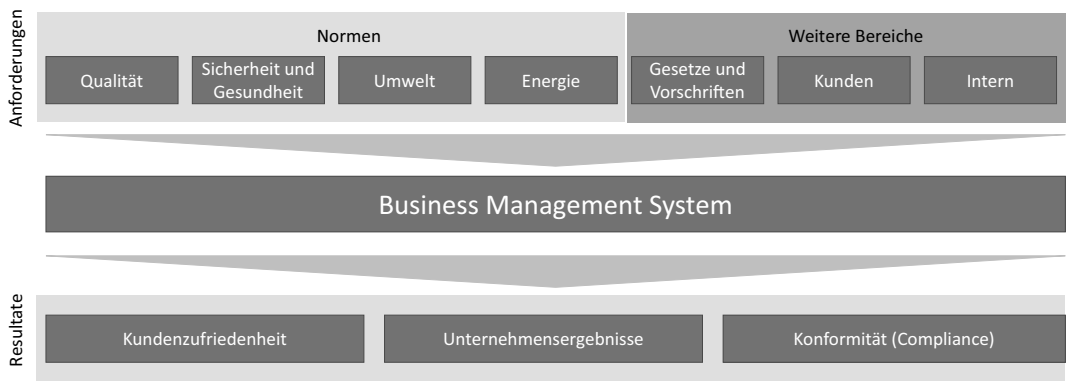 Anforderungen
Normen
Weitere Bereiche
Qualität
Sicherheit und
Gesundheit
Umwelt
Energie
Gesetze und
Vorschriften
Kunden
Intern
Business Management System
Resultate
Kundenzufriedenheit
Unternehmensergebnisse
Konformität (Compliance)